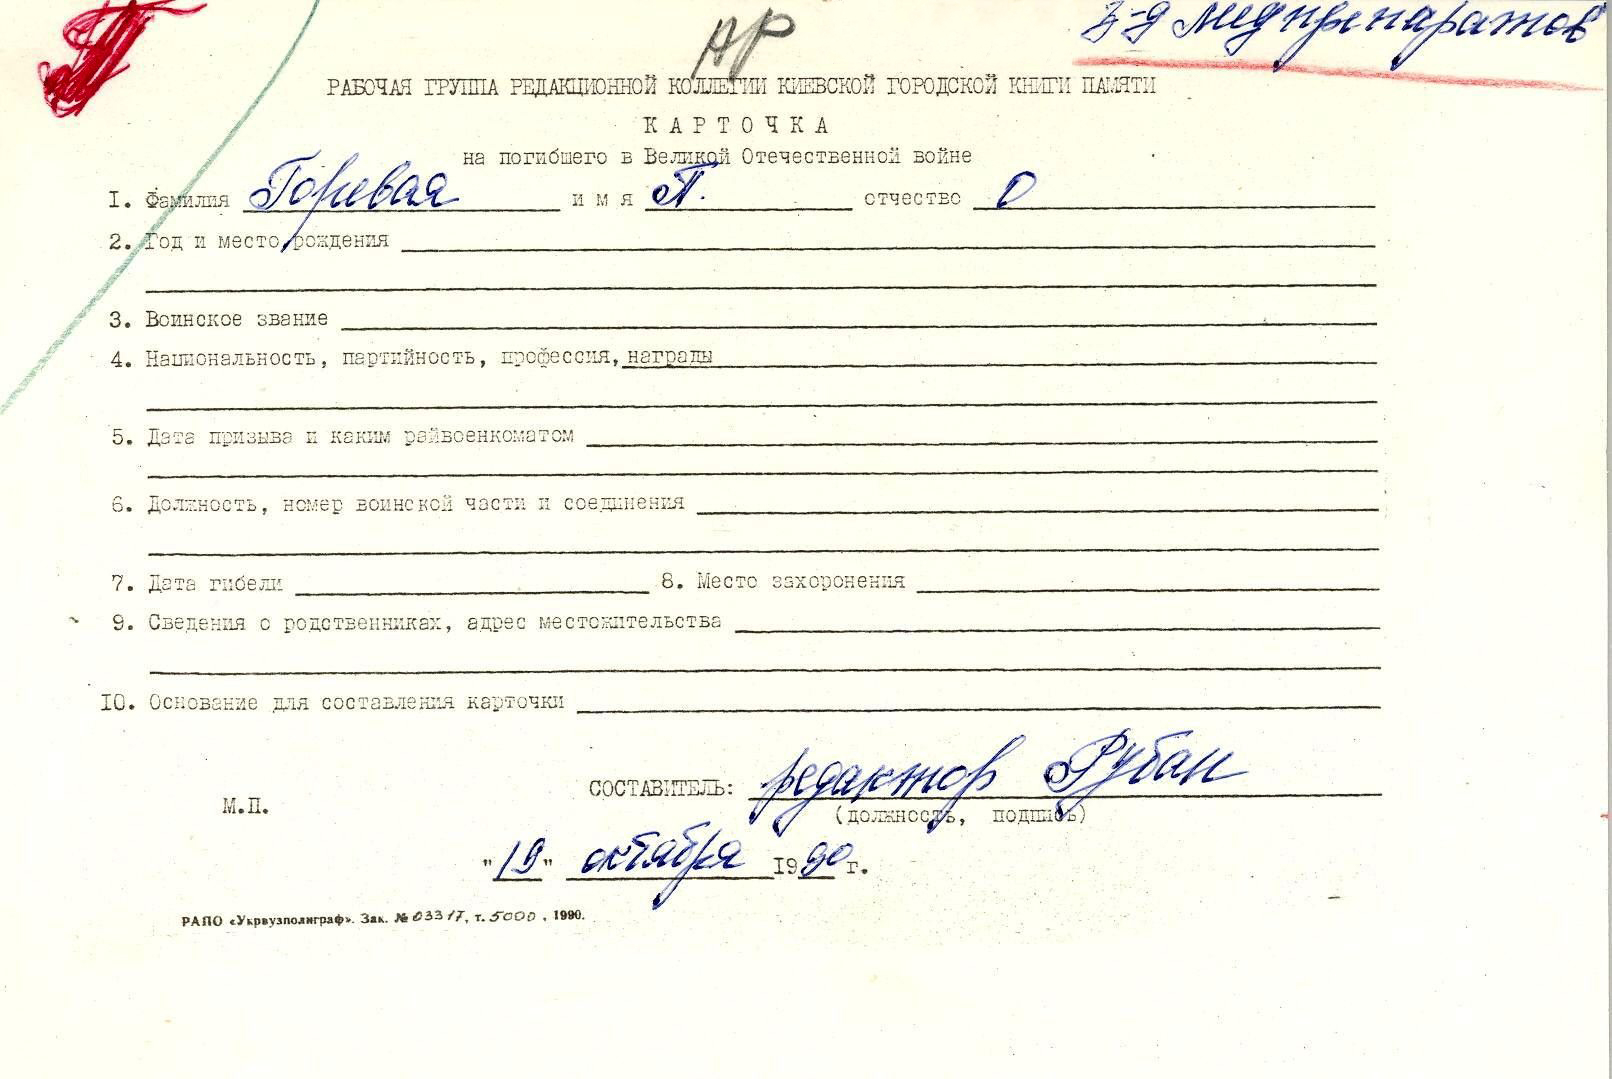 АР
з-д Медпрепаратов
РАБОЧАЯ ГРУППА РЕДАКЦИОННОЙ КОЛЛЕГИИ КИЕВСКОЙ ГОРОДСКОЙ КНИГИ ПАМЯТИ
КАРТОЧКА
на погибшего в Великой Отечественной войне
1. Фамилия Горевая имя П. отчество О
2. Год и место рождения
3. Воинское звание
4. Национальность, партийность, профессия, награды
5. Дата призыва и каким райвоенкоматом
6. Должность, номер воинской части и соединения
7. Дата гибели 8. Место захоронения
9. Сведения о родственниках, адрес местожительства
10. Основание для составления карточки
СОСТАВИТЕЛЬ: редактор Рубан
М.П. (должность, подпись)
"19" октября 1990 г.
РАПО «Укрвузполиграф». Зак. № 0331Т, т. 5000, 1990.